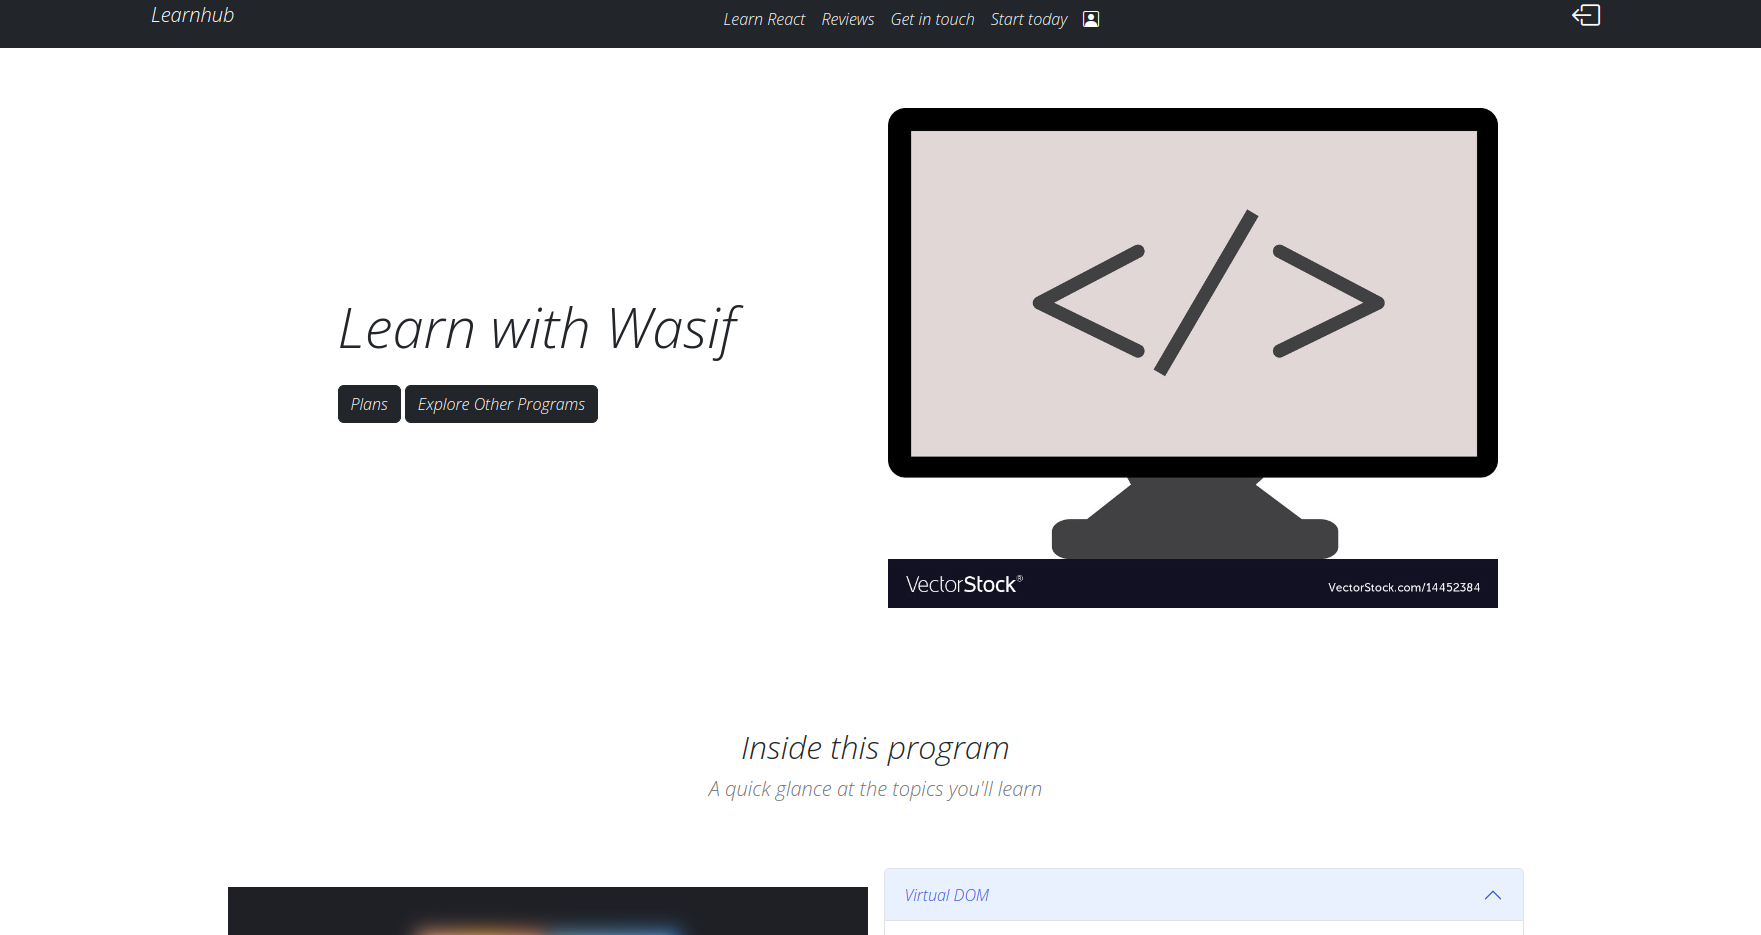 Learnhub
Learn React Reviews Get in touch Start today
Learn with Wasif
Plans Explore Other Programs
</>
VectorStock® VectorStock.com/14452384
Inside this program
A quick glance at the topics you'll learn
Virtual DOM